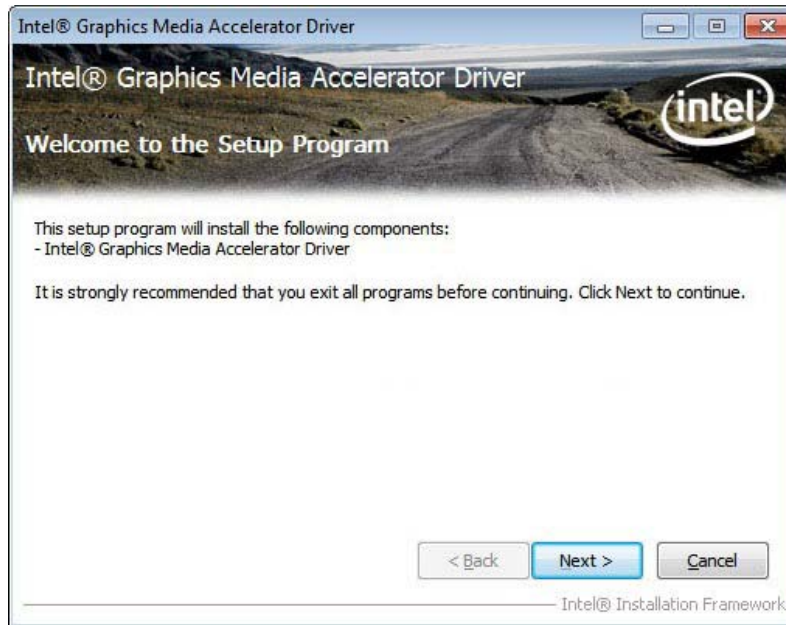 Intel® Graphics Media Accelerator Driver
Intel® Graphics Media Accelerator Driver
intel
Welcome to the Setup Program
This setup program will install the following components:
- Intel® Graphics Media Accelerator Driver
It is strongly recommended that you exit all programs before continuing. Click Next to continue.
< Back
Next >
Cancel
Intel® Installation Framework